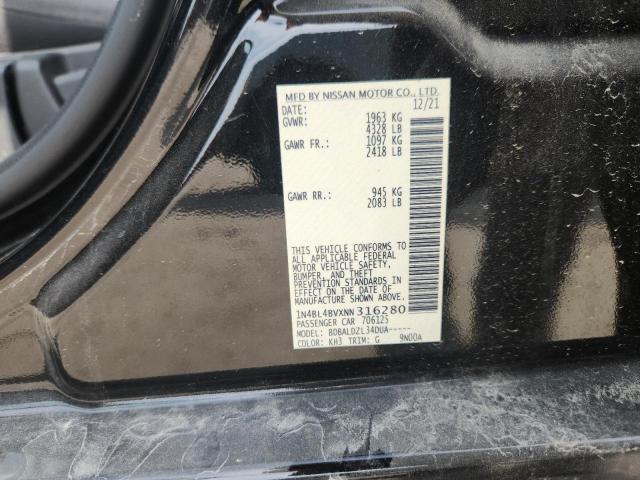 MFD BY NISSAN MOTOR CO., LTD.
DATE: 12/21
GVWR: 1963 KG
4328 LB
GAWR FR.: 1097 KG
2418 LB
GAWR RR.: 945 KG
2083 LB
THIS VEHICLE CONFORMS TO
ALL APPLICABLE FEDERAL
MOTOR VEHICLE SAFETY,
BUMPER, AND THEFT
PREVENTION STANDARDS IN
EFFECT ON THE DATE OF
MANUFACTURE SHOWN ABOVE.
1N4BL4BVXNN316280
PASSENGER CAR 706125
MODEL: BDBALDZL34DUA-----
COLOR: KH3 TRIM: G 9N00A